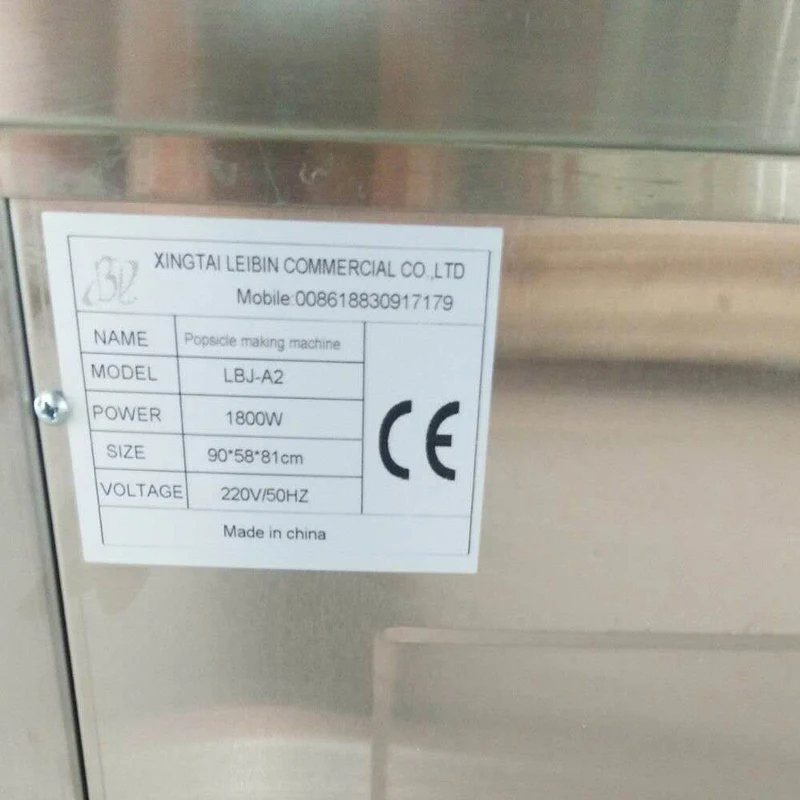 XINGTAI LEIBIN COMMERCIAL CO.,LTD
Mobile:008618830917179
NAME Popsicle making machine
MODEL LBJ-A2
POWER 1800W
SIZE 90*58*81cm
VOLTAGE 220V/50HZ
CE
Made in china